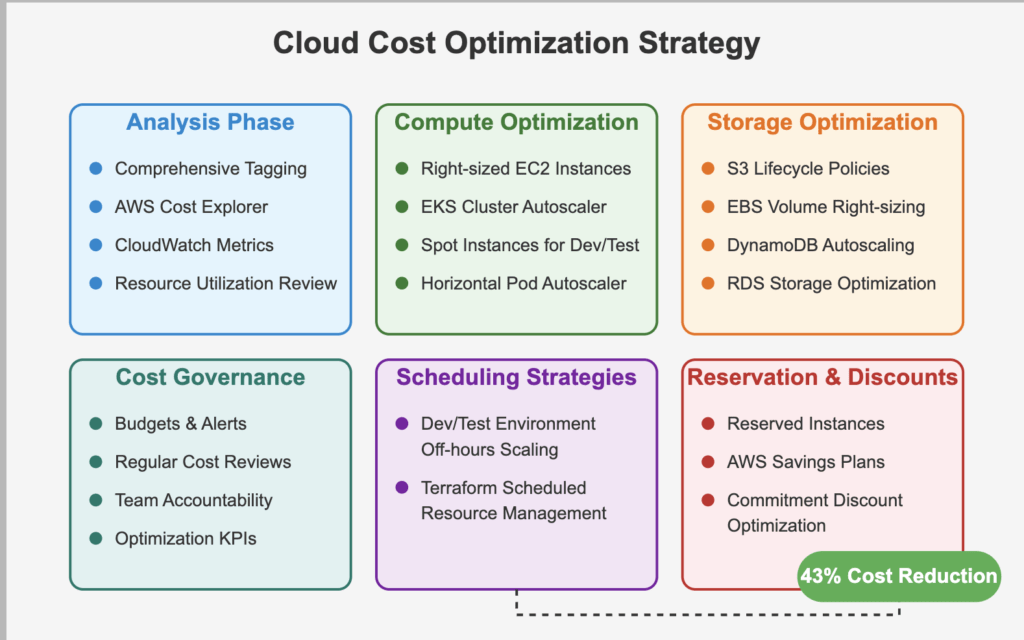 Cloud Cost Optimization Strategy
Analysis Phase
Comprehensive Tagging
AWS Cost Explorer
CloudWatch Metrics
Resource Utilization Review
Compute Optimization
Right-sized EC2 Instances
EKS Cluster Autoscaler
Spot Instances for Dev/Test
Horizontal Pod Autoscaler
Storage Optimization
S3 Lifecycle Policies
EBS Volume Right-sizing
DynamoDB Autoscaling
RDS Storage Optimization
Cost Governance
Budgets & Alerts
Regular Cost Reviews
Team Accountability
Optimization KPIs
Scheduling Strategies
Dev/Test Environment
Off-hours Scaling
Terraform Scheduled
Resource Management
Reservation & Discounts
Reserved Instances
AWS Savings Plans
Commitment Discount
Optimization
43% Cost Reduction